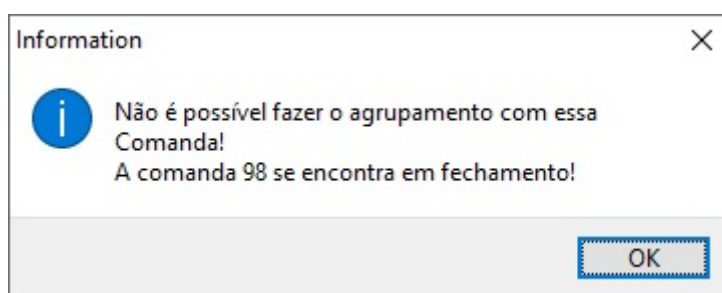 Information
Não é possível fazer o agrupamento com essa
Comanda!
A comanda 98 se encontra em fechamento!
OK